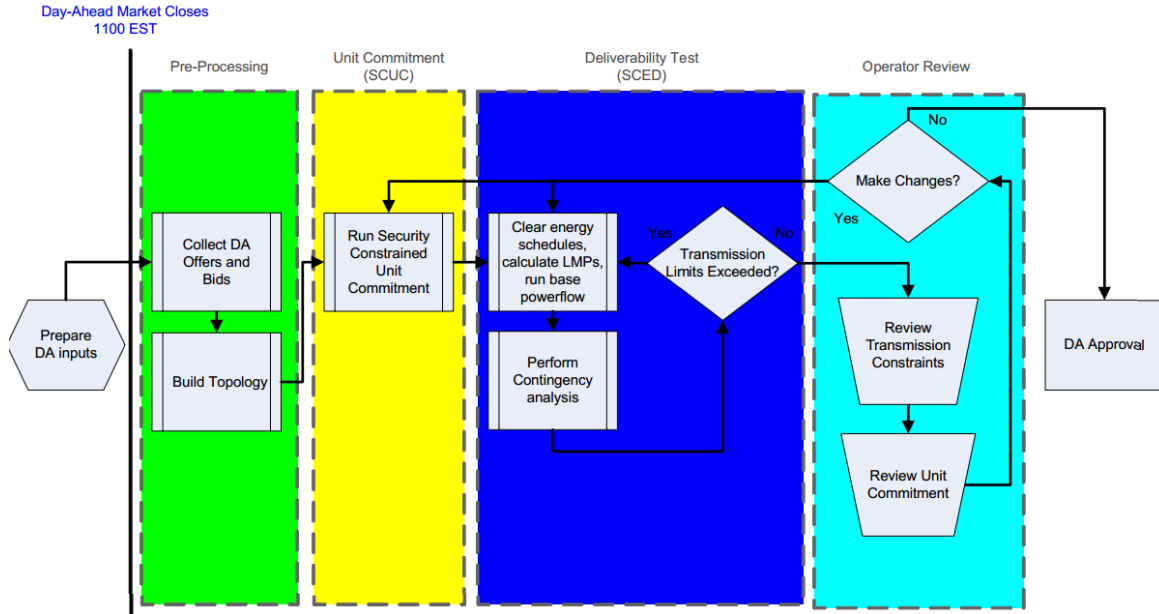 Day-Ahead Market Closes
1100 EST
Pre-Processing
Unit Commitment
(SCUC)
Deliverability Test
(SCED)
Operator Review
Prepare
DA inputs
Collect DA
Offers and
Bids
Build Topology
Run Security
Constrained
Unit
Commitment
Clear energy
schedules,
calculate LMPs,
run base
powerflow
Perform
Contingency
analysis
Yes
No
Transmission
Limits Exceeded?
No
Make Changes?
Yes
Review
Transmission
Constraints
Review Unit
Commitment
DA Approval